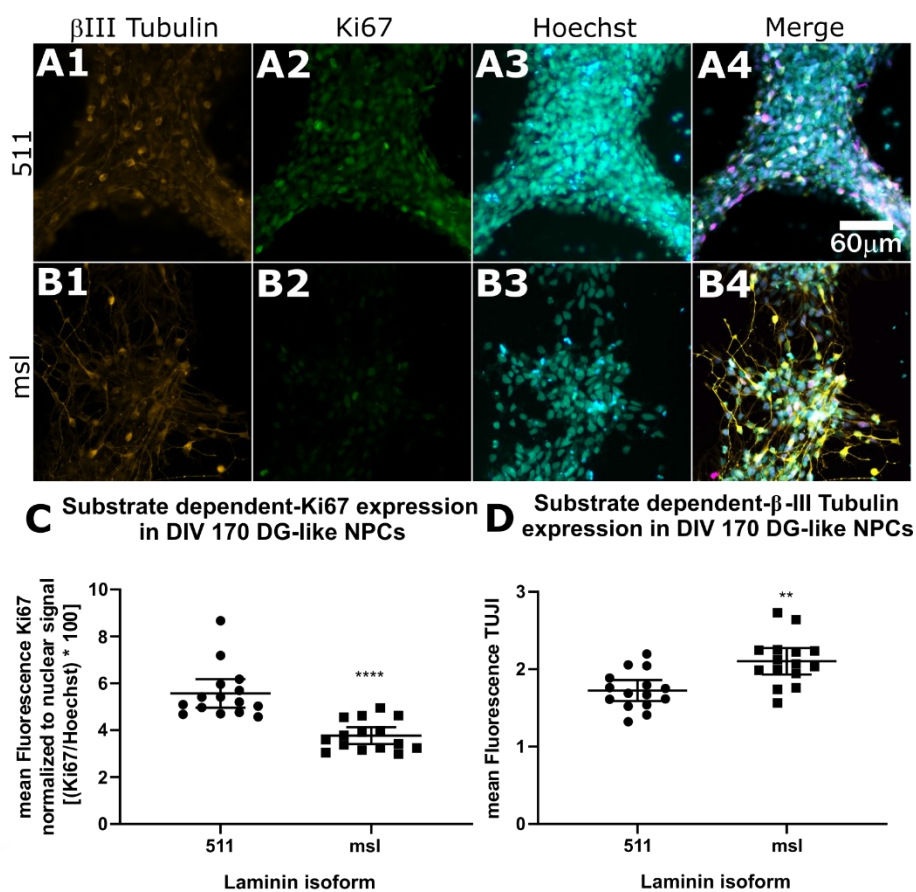 βIII Tubulin Ki67 Hoechst Merge
511
A1 A2 A3 A4
60μm
msl
B1 B2 B3 B4
C Substrate dependent-Ki67 expression
in DIV 170 DG-like NPCs
mean Fluorescence Ki67
normalized to nuclear signal
[(Ki67/Hoechst) * 100]
10
8
6
4
2
0
****
511 msl
Laminin isoform
D Substrate dependent-β-III Tubulin
expression in DIV 170 DG-like NPCs
mean Fluorescence TUJI
3
2
1
0
**
511 msl
Laminin isoform